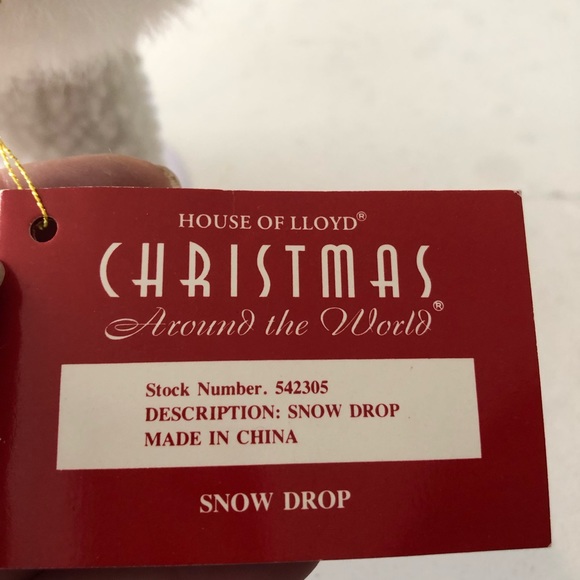 HOUSE OF LLOYD®
CHRISTMAS
Around the World®
Stock Number. 542305
DESCRIPTION: SNOW DROP
MADE IN CHINA
SNOW DROP